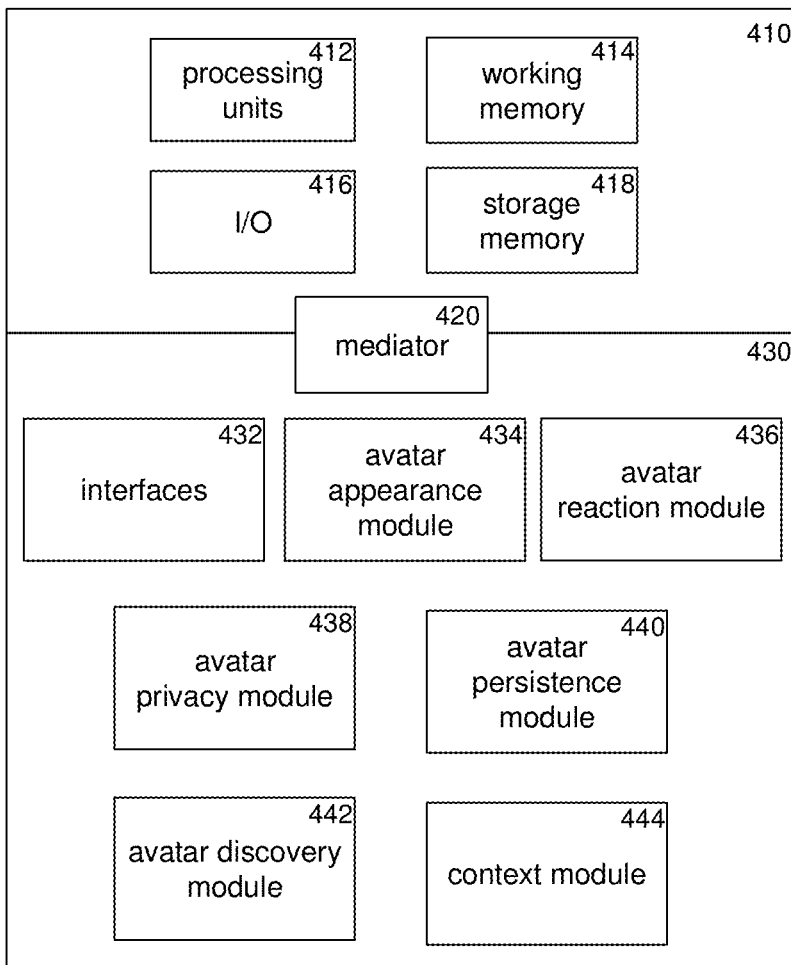 410
412
processing
units
414
working
memory
416
I/O
418
storage
memory
420
mediator
430
432
interfaces
434
avatar
appearance
module
436
avatar
reaction module
438
avatar
privacy module
440
avatar
persistence
module
442
avatar discovery
module
444
context module